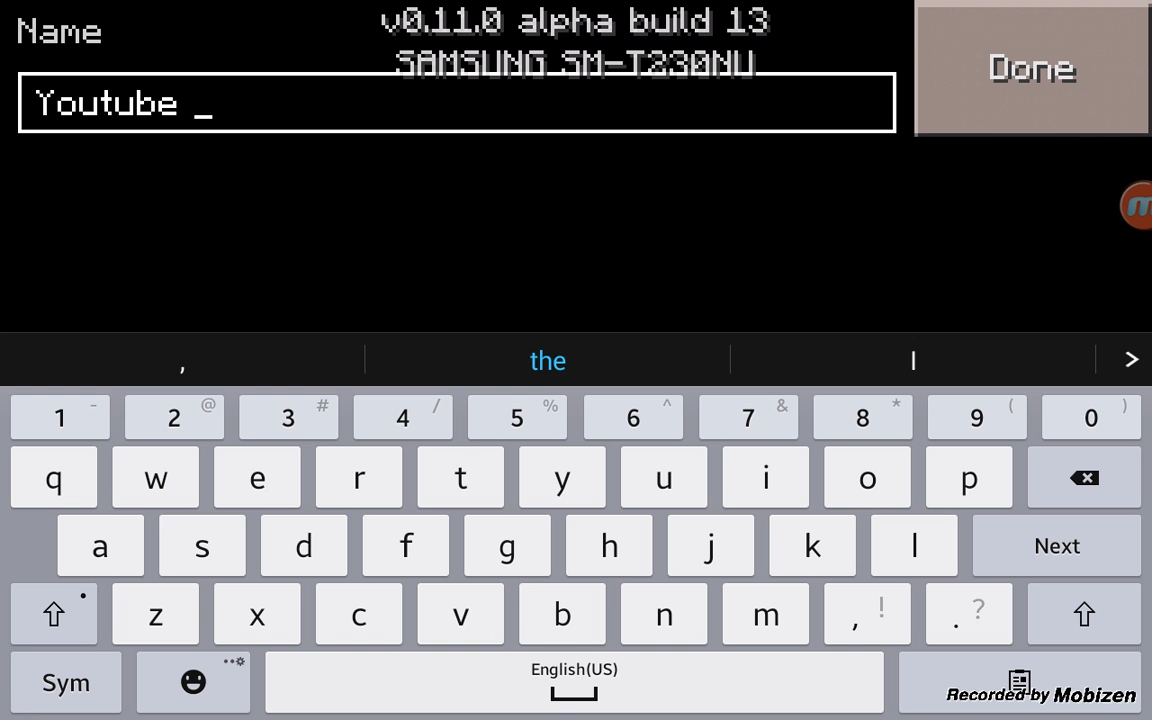 Name
v0.11.0 alpha build 13
SAMSUNG SM-T230NU
Done
Youtube _
m
, the I >
1 - 2 @ 3 # 4 / 5 % 6 ^ 7 & 8 * 9 ( 0 )
q w e r t y u i o p
a s d f g h j k l Next
z x c v b n m , ! . ?
Sym English(US)
Recorded by Mobizen